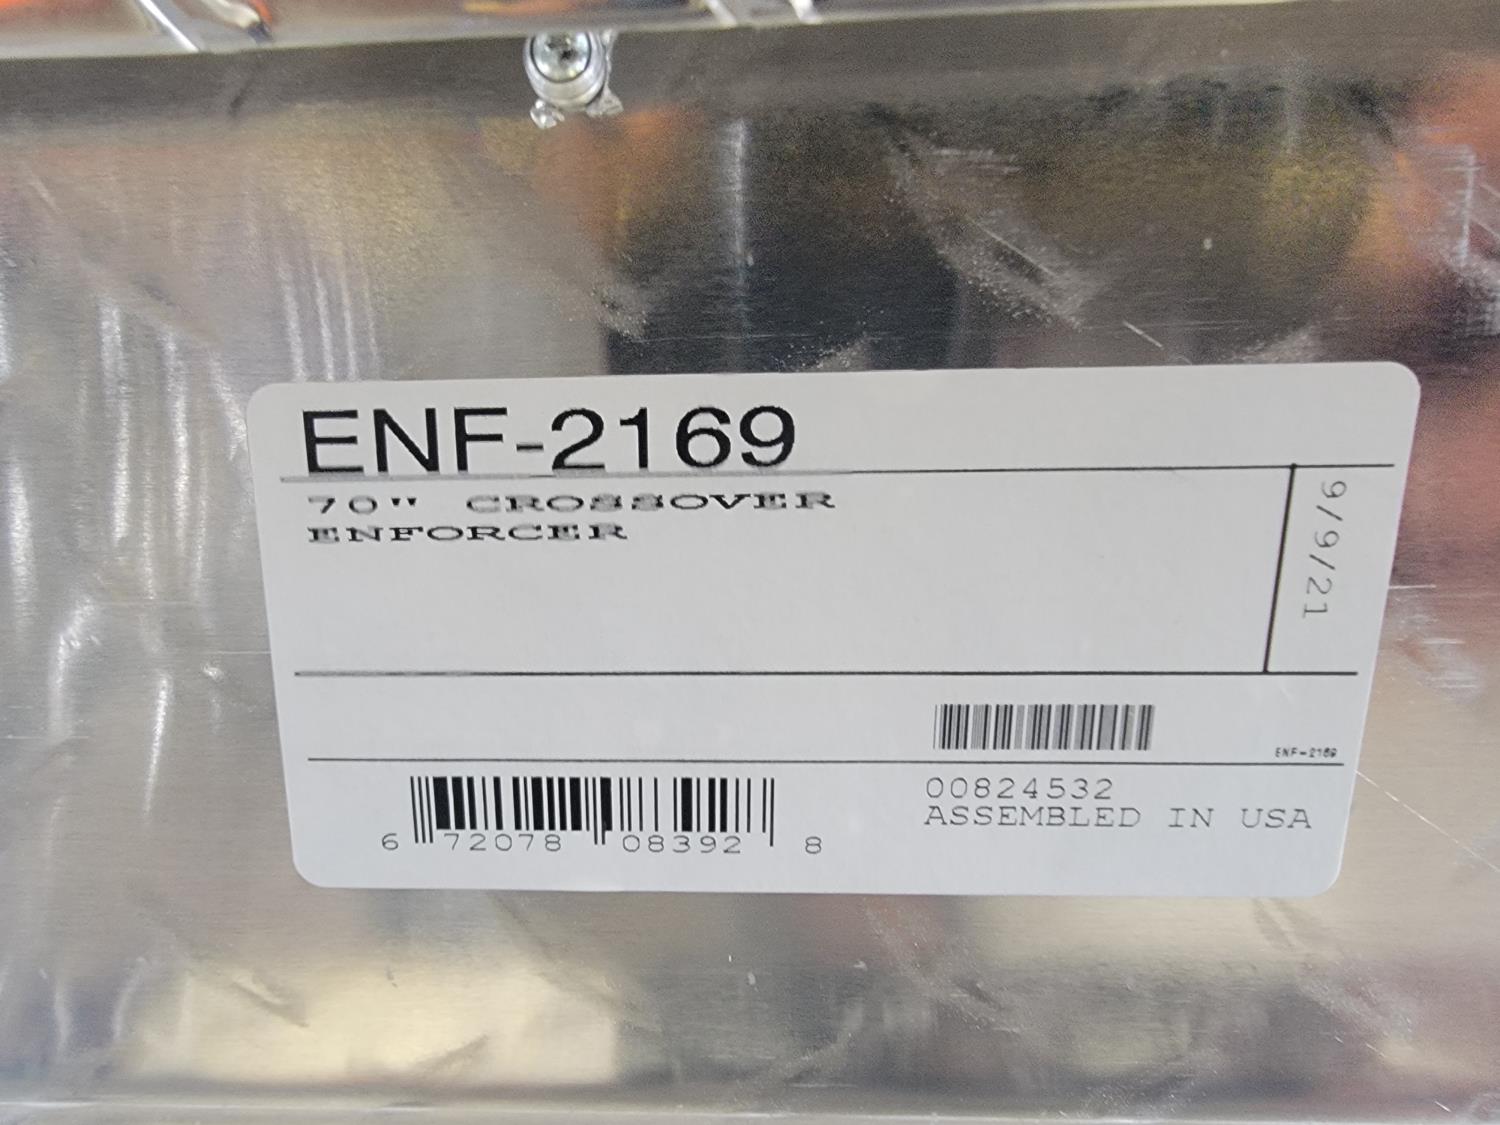 ENF-2169
70" CROSSOVER
ENFORCER
9/9/21
ENF-2169
6 72078 08392 8
00824532
ASSEMBLED IN USA